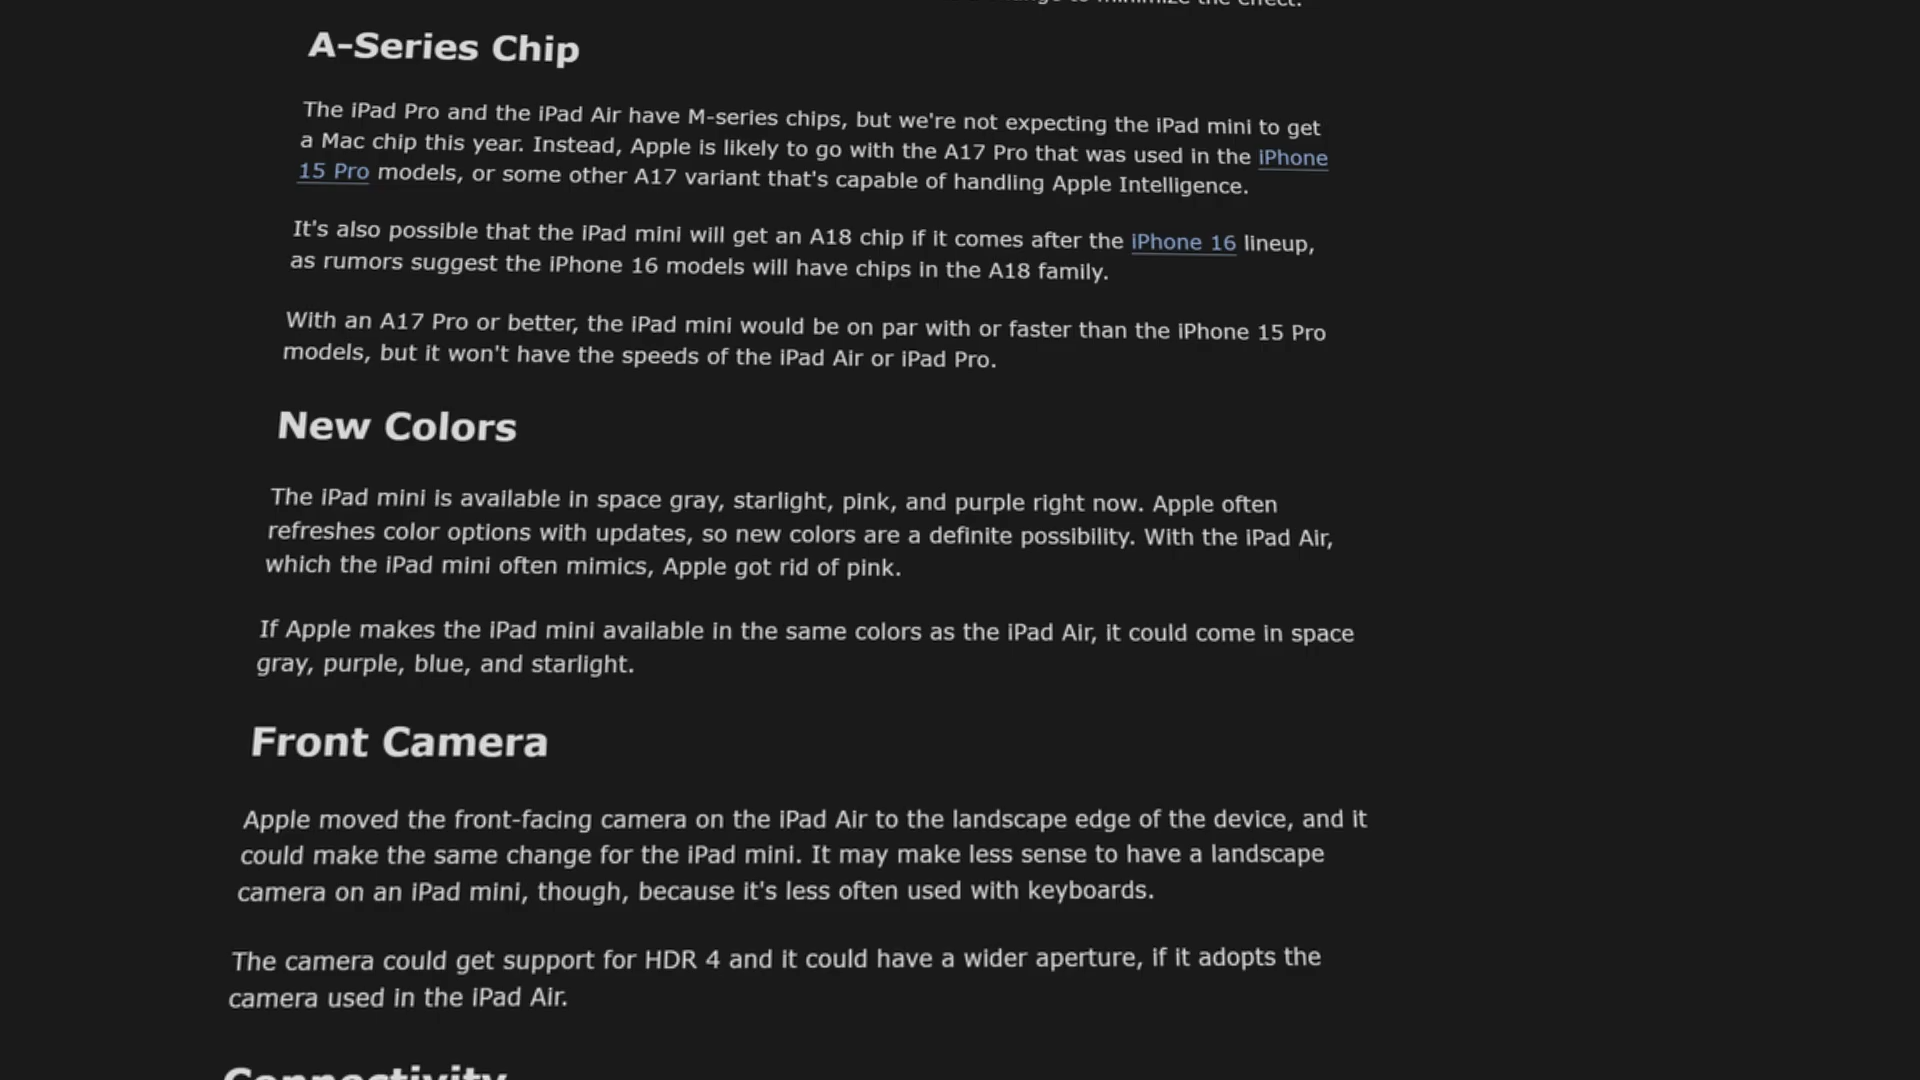 to minimize the effect.
A-Series Chip
The iPad Pro and the iPad Air have M-series chips, but we're not expecting the iPad mini to get
a Mac chip this year. Instead, Apple is likely to go with the A17 Pro that was used in the iPhone
15 Pro models, or some other A17 variant that's capable of handling Apple Intelligence.
It's also possible that the iPad mini will get an A18 chip if it comes after the iPhone 16 lineup,
as rumors suggest the iPhone 16 models will have chips in the A18 family.
With an A17 Pro or better, the iPad mini would be on par with or faster than the iPhone 15 Pro
models, but it won't have the speeds of the iPad Air or iPad Pro.
New Colors
The iPad mini is available in space gray, starlight, pink, and purple right now. Apple often
refreshes color options with updates, so new colors are a definite possibility. With the iPad Air,
which the iPad mini often mimics, Apple got rid of pink.
If Apple makes the iPad mini available in the same colors as the iPad Air, it could come in space
gray, purple, blue, and starlight.
Front Camera
Apple moved the front-facing camera on the iPad Air to the landscape edge of the device, and it
could make the same change for the iPad mini. It may make less sense to have a landscape
camera on an iPad mini, though, because it's less often used with keyboards.
The camera could get support for HDR 4 and it could have a wider aperture, if it adopts the
camera used in the iPad Air.
Connectivity